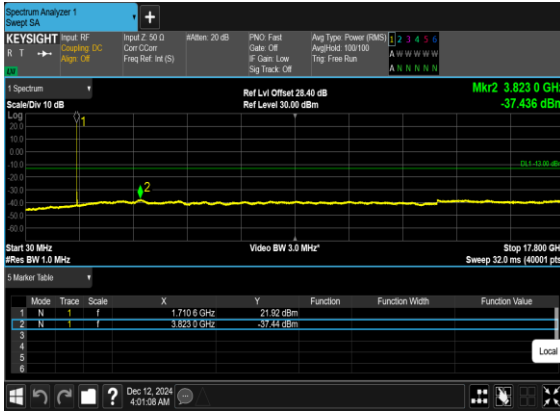 Spectrum Analyzer 1
Swept SA
+
KEYSIGHT Input: RF Input Z: 50 Ω #Atten: 20 dB PNO: Fast Avg Type: Power (RMS) 1 2 3 4 5 6
R T Coupling: DC Corr CCorr Gate: Off Avg|Hold: 100/100 A W W W W W
Align: Off Freq Ref: Int (S) IF Gain: Low Trig: Free Run
Sig Track: Off A N N N N N
1 Spectrum
Scale/Div 10 dB
Ref Lvl Offset 28.40 dB
Ref Level 30.00 dBm
Mkr2 3.823 0 GHz
-37.436 dBm
Log
20.0
10.0
0.00
-10.0
-20.0
-30.0
-40.0
-50.0
-60.0
1
2
DL1 -13.00 dBm
Start 30 MHz Video BW 3.0 MHz* Stop 17.800 GH
#Res BW 1.0 MHz Sweep 32.0 ms (40001 pts
5 Marker Table
Mode Trace Scale X Y Function Function Width Function Value
1 N 1 f 1.710 6 GHz 21.92 dBm
2 N 1 f 3.823 0 GHz -37.44 dBm
3
4
5
6
Local
?
Dec 12, 2024
4:01:08 AM